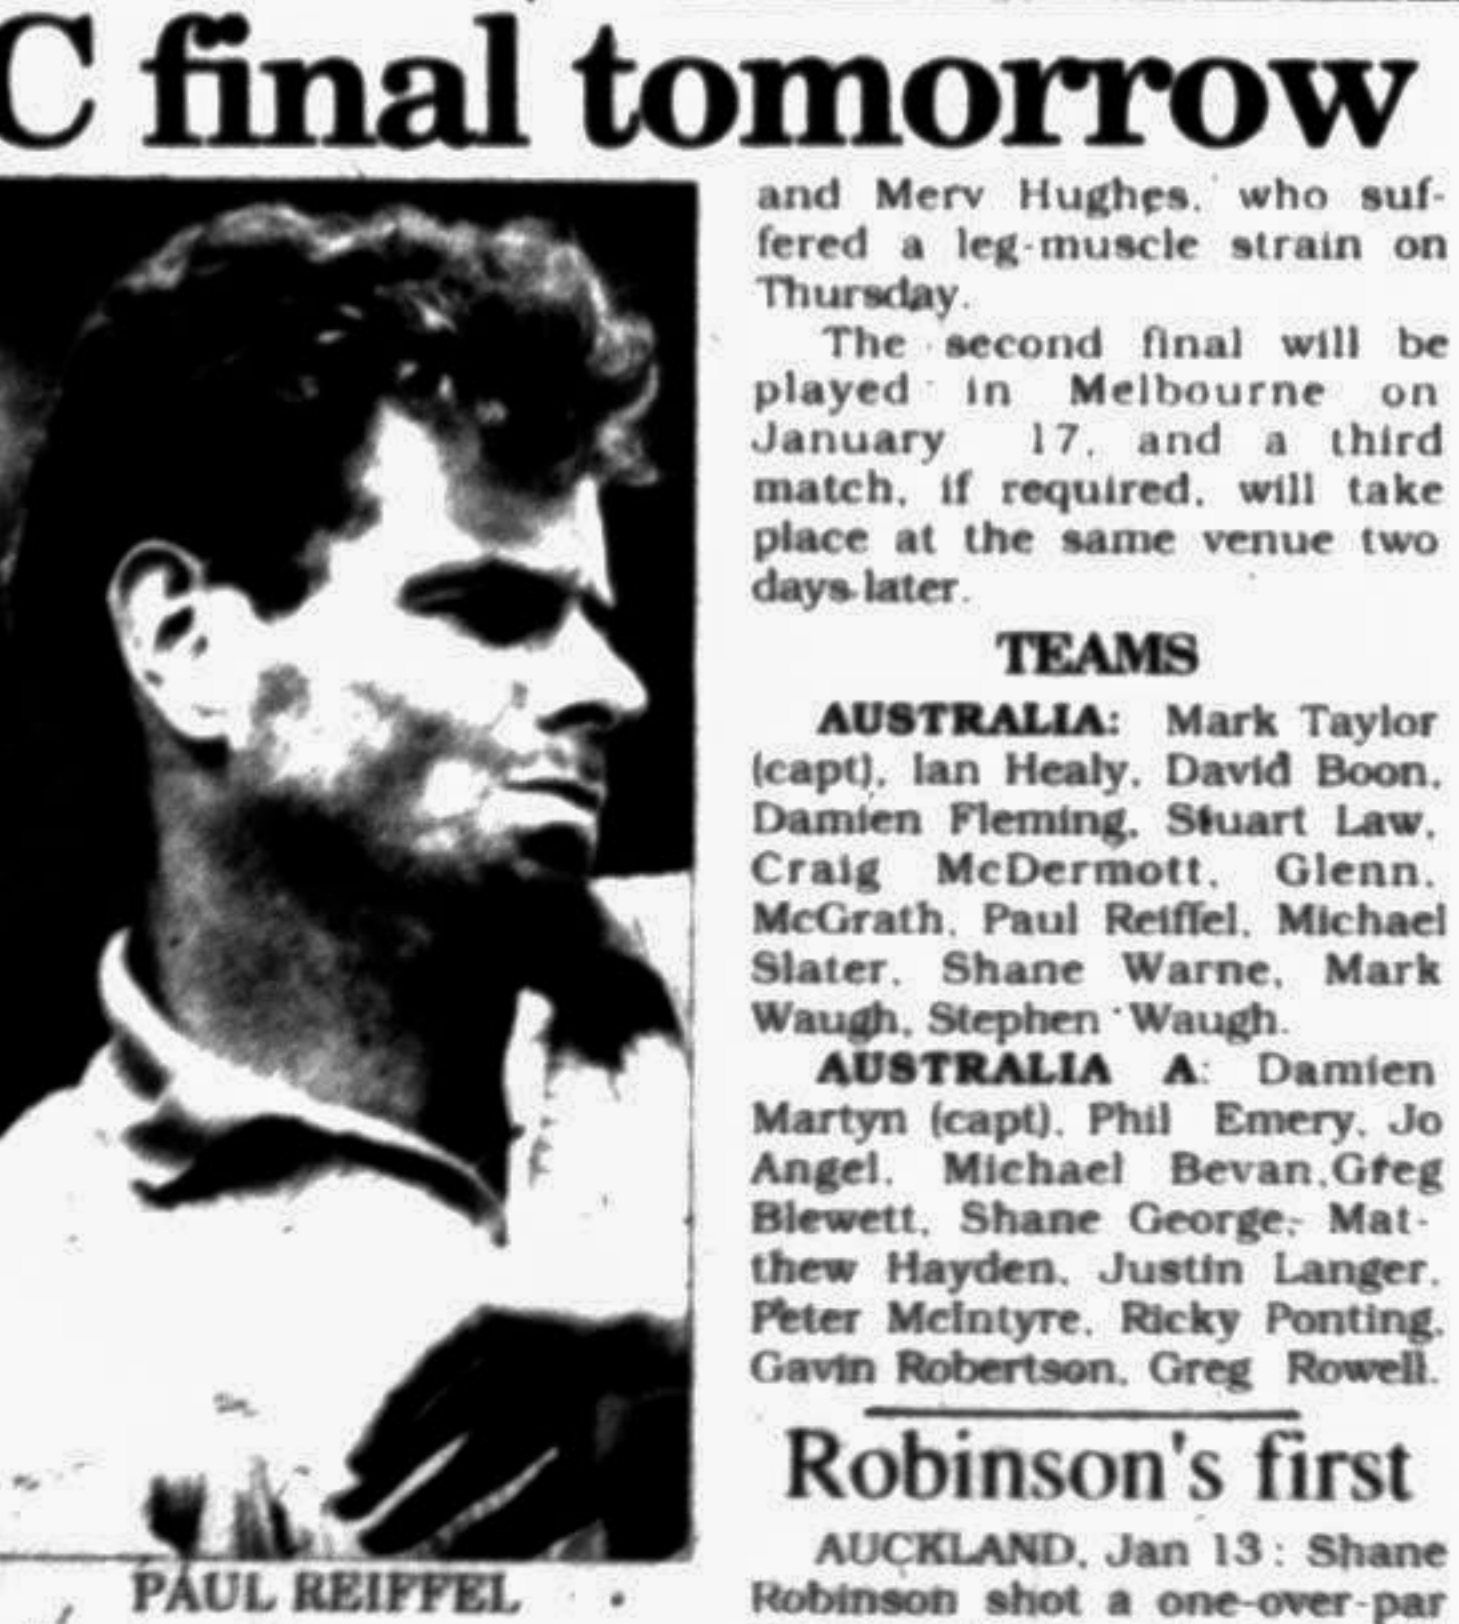 C final tomorrow
and Merv Hughes, who suf-
fered a leg-muscle strain on
Thursday.
The second final will be
played in Melbourne on
January 17, and a third
match, if required, will take
place at the same venue two
days later.
TEAMS
AUSTRALIA: Mark Taylor
(capt), Ian Healy, David Boon,
Damien Fleming, Stuart Law,
Craig McDermott, Glenn.
McGrath, Paul Reiffel, Michael
Slater, Shane Warne, Mark
Waugh, Stephen Waugh.
AUSTRALIA A: Damien
Martyn (capt), Phil Emery, Jo
Angel, Michael Bevan,Greg
Blewett, Shane George, Mat-
thew Hayden, Justin Langer,
Peter McIntyre, Ricky Ponting,
Gavin Robertson, Greg Rowell.
Robinson's first
AUCKLAND, Jan 13: Shane
Robinson shot a one-over-par
PAUL REIFFEL